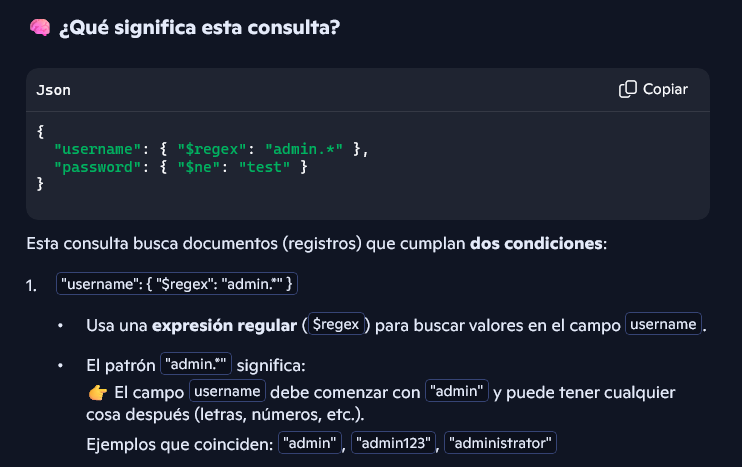 🧠 ¿Qué significa esta consulta?
Json
Copiar
{
  "username": { "$regex": "admin.*" },
  "password": { "$ne": "test" }
}
Esta consulta busca documentos (registros) que cumplan dos condiciones:
1. "username": { "$regex": "admin.*" }
• Usa una expresión regular ($regex) para buscar valores en el campo username.
• El patrón "admin.*" significa:
👉 El campo username debe comenzar con "admin" y puede tener cualquier
cosa después (letras, números, etc.).
Ejemplos que coinciden: "admin", "admin123", "administrator"